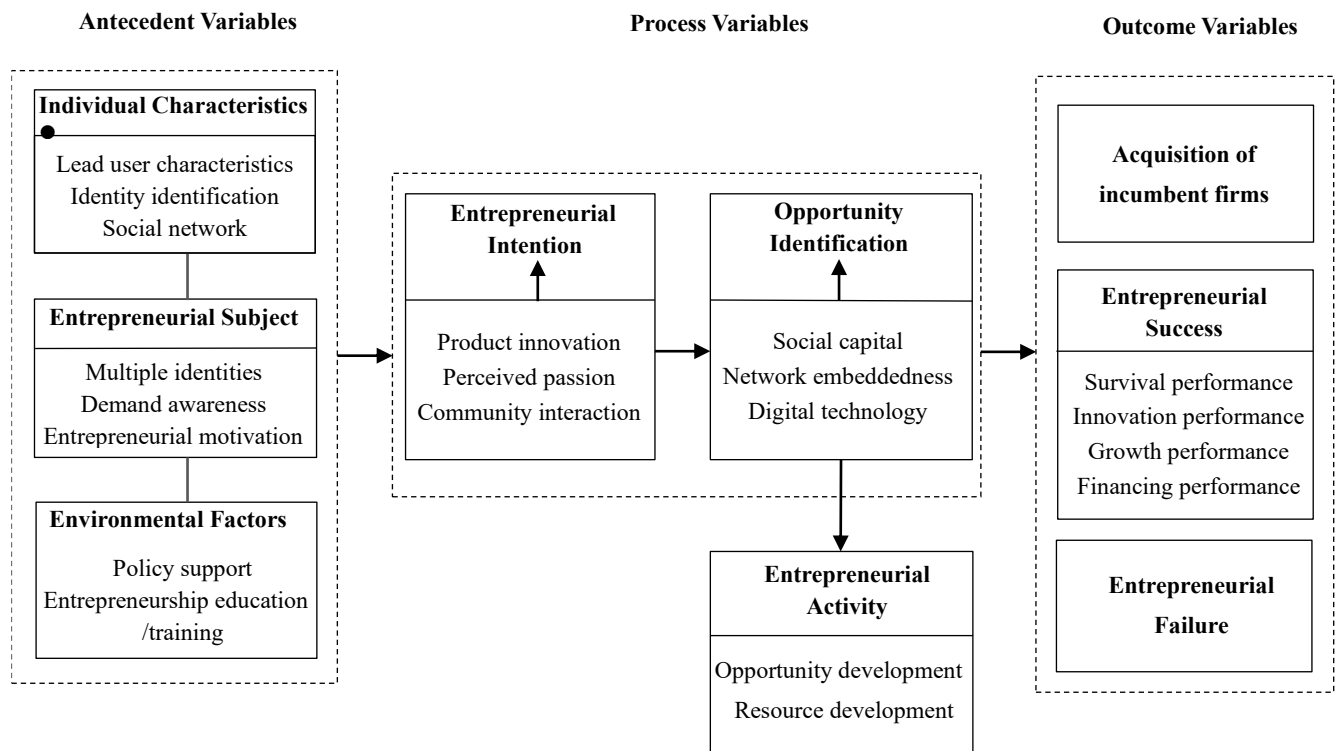 Antecedent Variables
Process Variables
Outcome Variables
Individual Characteristics
Lead user characteristics
Identity identification
Social network
Entrepreneurial Subject
Multiple identities
Demand awareness
Entrepreneurial motivation
Environmental Factors
Policy support
Entrepreneurship education
/training
Entrepreneurial
Intention
Product innovation
Perceived passion
Community interaction
Opportunity
Identification
Social capital
Network embeddedness
Digital technology
Entrepreneurial
Activity
Opportunity development
Resource development
Acquisition of
incumbent firms
Entrepreneurial
Success
Survival performance
Innovation performance
Growth performance
Financing performance
Entrepreneurial
Failure